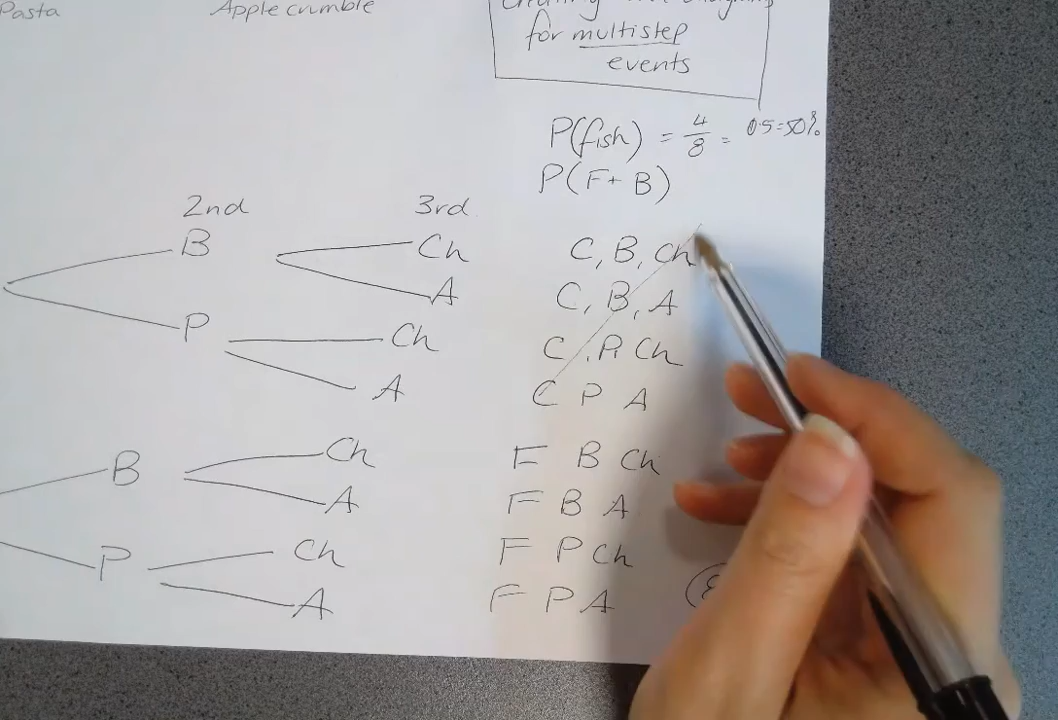 Pasta Apple crumble
for multistep
events
P(fish) = 4/8 = 0.5 = 50%
P(F + B)
2nd 3rd
B Ch C, B, Ch
A C, B, A
P Ch C, P, Ch
A C P A
B Ch F B Ch
A F B A
P Ch F P Ch
A F P A